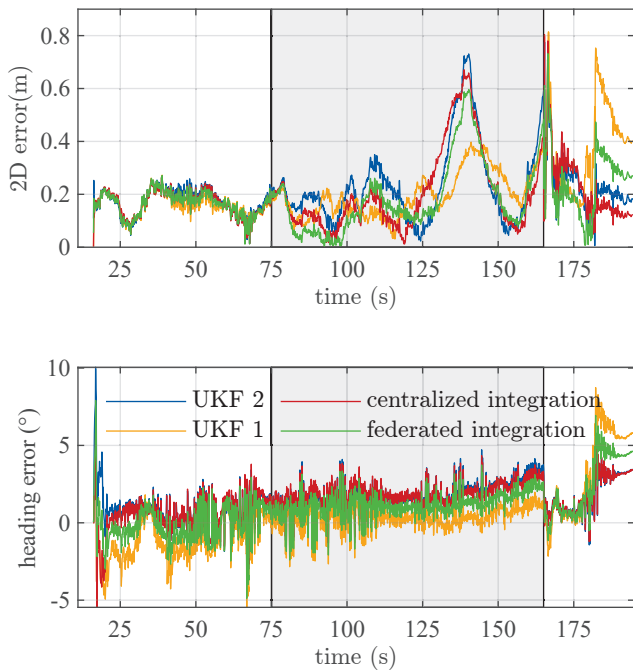 0.8
0.6
0.4
0.2
0
2D error(m)
25 50 75 100 125 150 175
time (s)
10
5
0
-5
heading error (°)
UKF 2 centralized integration
UKF 1 federated integration
25 50 75 100 125 150 175
time (s)